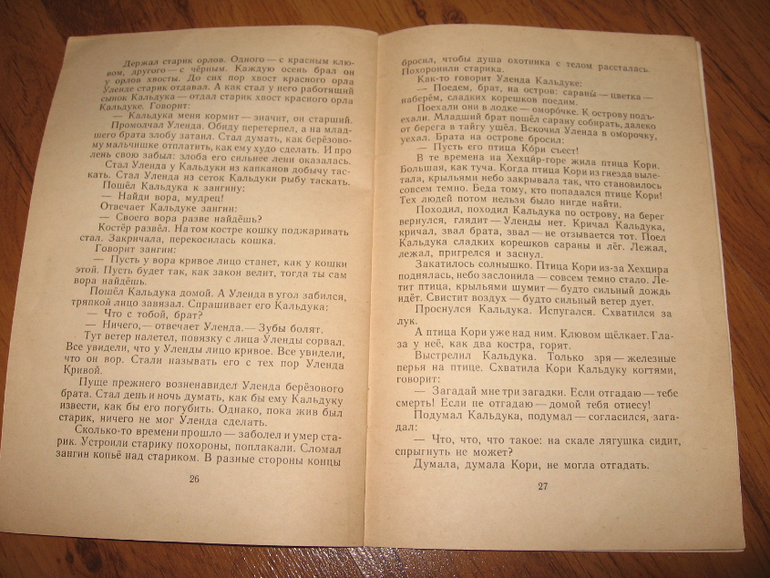 Держал старик орлов. Одного — с красным клю-
вом, другого — с чёрным. Каждую осень брал он
у орлов хвосты. До сих пор хвост красного орла
Уленде старик отдавал. А как стал у него работящий
сынок Кальдука — отдал старик хвост красного орла
Кальдуке. Говорит:
— Кальдука меня кормит — значит, он старший.
Промолчал Уленда. Обиду перетерпел, а на млад-
шего брата злобу затаил. Стал думать, как берёзово-
му мальчишке отплатить, как ему худо сделать. И про
лень свою забыл: злоба его сильнее лени оказалась.
Стал Уленда у Кальдуки из капканов добычу тас-
кать. Стал Уленда из сеток Кальдуки рыбу таскать.
Пошёл Кальдука к зангину:
— Найди вора, мудрец!
Отвечает Кальдуке зангин:
— Своего вора разве найдёшь?
Костёр развёл. На том костре кошку поджаривать
стал. Закричала, перекосилась кошка.
Говорит зангин:
— Пусть у вора кривое лицо станет, как у кошки
этой. Пусть будет так, как закон велит, тогда ты сам
вора найдёшь.
Пошёл Кальдука домой. А Уленда в угол забился,
тряпкой лицо завязал. Спрашивает его Кальдука:
— Что с тобой, брат?
— Ничего, — отвечает Уленда. — Зубы болят.
Тут ветер налетел, повязку с лица Уленды сорвал.
Все увидели, что у Уленды лицо кривое. Все увидели,
что он вор. Стали называть его с тех пор Уленда
Кривой.
Пуще прежнего возненавидел Уленда берёзового
брата. Стал день и ночь думать, как бы ему Кальдуку
извести, как бы его погубить. Однако, пока жив был
старик, ничего не мог Уленда сделать.
Сколько-то времени прошло — заболел и умер ста-
рик. Устроили старику похороны, поплакали. Сломал
зангин копьё над стариком. В разные стороны концы
26
бросил, чтобы душа охотника с телом рассталась.
Похоронили старика.
Как-то говорит Уленда Кальдуке:
— Поедем, брат, на остров: сараны — цветка —
наберём, сладких корешков поедим.
Поехали они в лодке — оморочке. К острову подъ-
ехали. Младший брат пошёл сарану собирать, далеко
от берега в тайгу ушёл. Вскочил Уленда в оморочку,
уехал. Брата на острове бросил:
— Пусть его птица Кори съест!
В те времена на Хехцир-горе жила птица Кори.
Большая, как туча. Когда птица Кори из гнезда выле-
тала, крыльями небо закрывала так, что становилось
совсем темно. Беда тому, кто попадался птице Кори!
Тех людей потом нельзя было нигде найти.
Походил, походил Кальдука по острову, на берег
вернулся, глядит — Уленды нет. Кричал Кальдука,
кричал, звал брата, звал — не отзывается тот. Поел
Кальдука сладких корешков сараны и лёг. Лежал,
лежал, пригрелся и заснул.
Закатилось солнышко. Птица Кори из-за Хехцира
поднялась, небо заслонила — совсем темно стало. Ле-
тит птица, крыльями шумит — будто сильный дождь
идёт. Свистит воздух — будто сильный ветер дует.
Проснулся Кальдука. Испугался. Схватился за
лук.
А птица Кори уже над ним. Клювом щёлкает. Гла-
за у неё, как два костра, горят.
Выстрелил Кальдука. Только зря — железные
перья на птице. Схватила Кори Кальдуку когтями,
говорит:
— Загадай мне три загадки. Если отгадаю — тебе
смерть! Если не отгадаю — домой тебя отнесу!
Подумал Кальдука, подумал — согласился, зага-
дал:
— Что, что, что такое: на скале лягушка сидит,
спрыгнуть не может?
Думала, думала Кори, не могла отгадать.
27